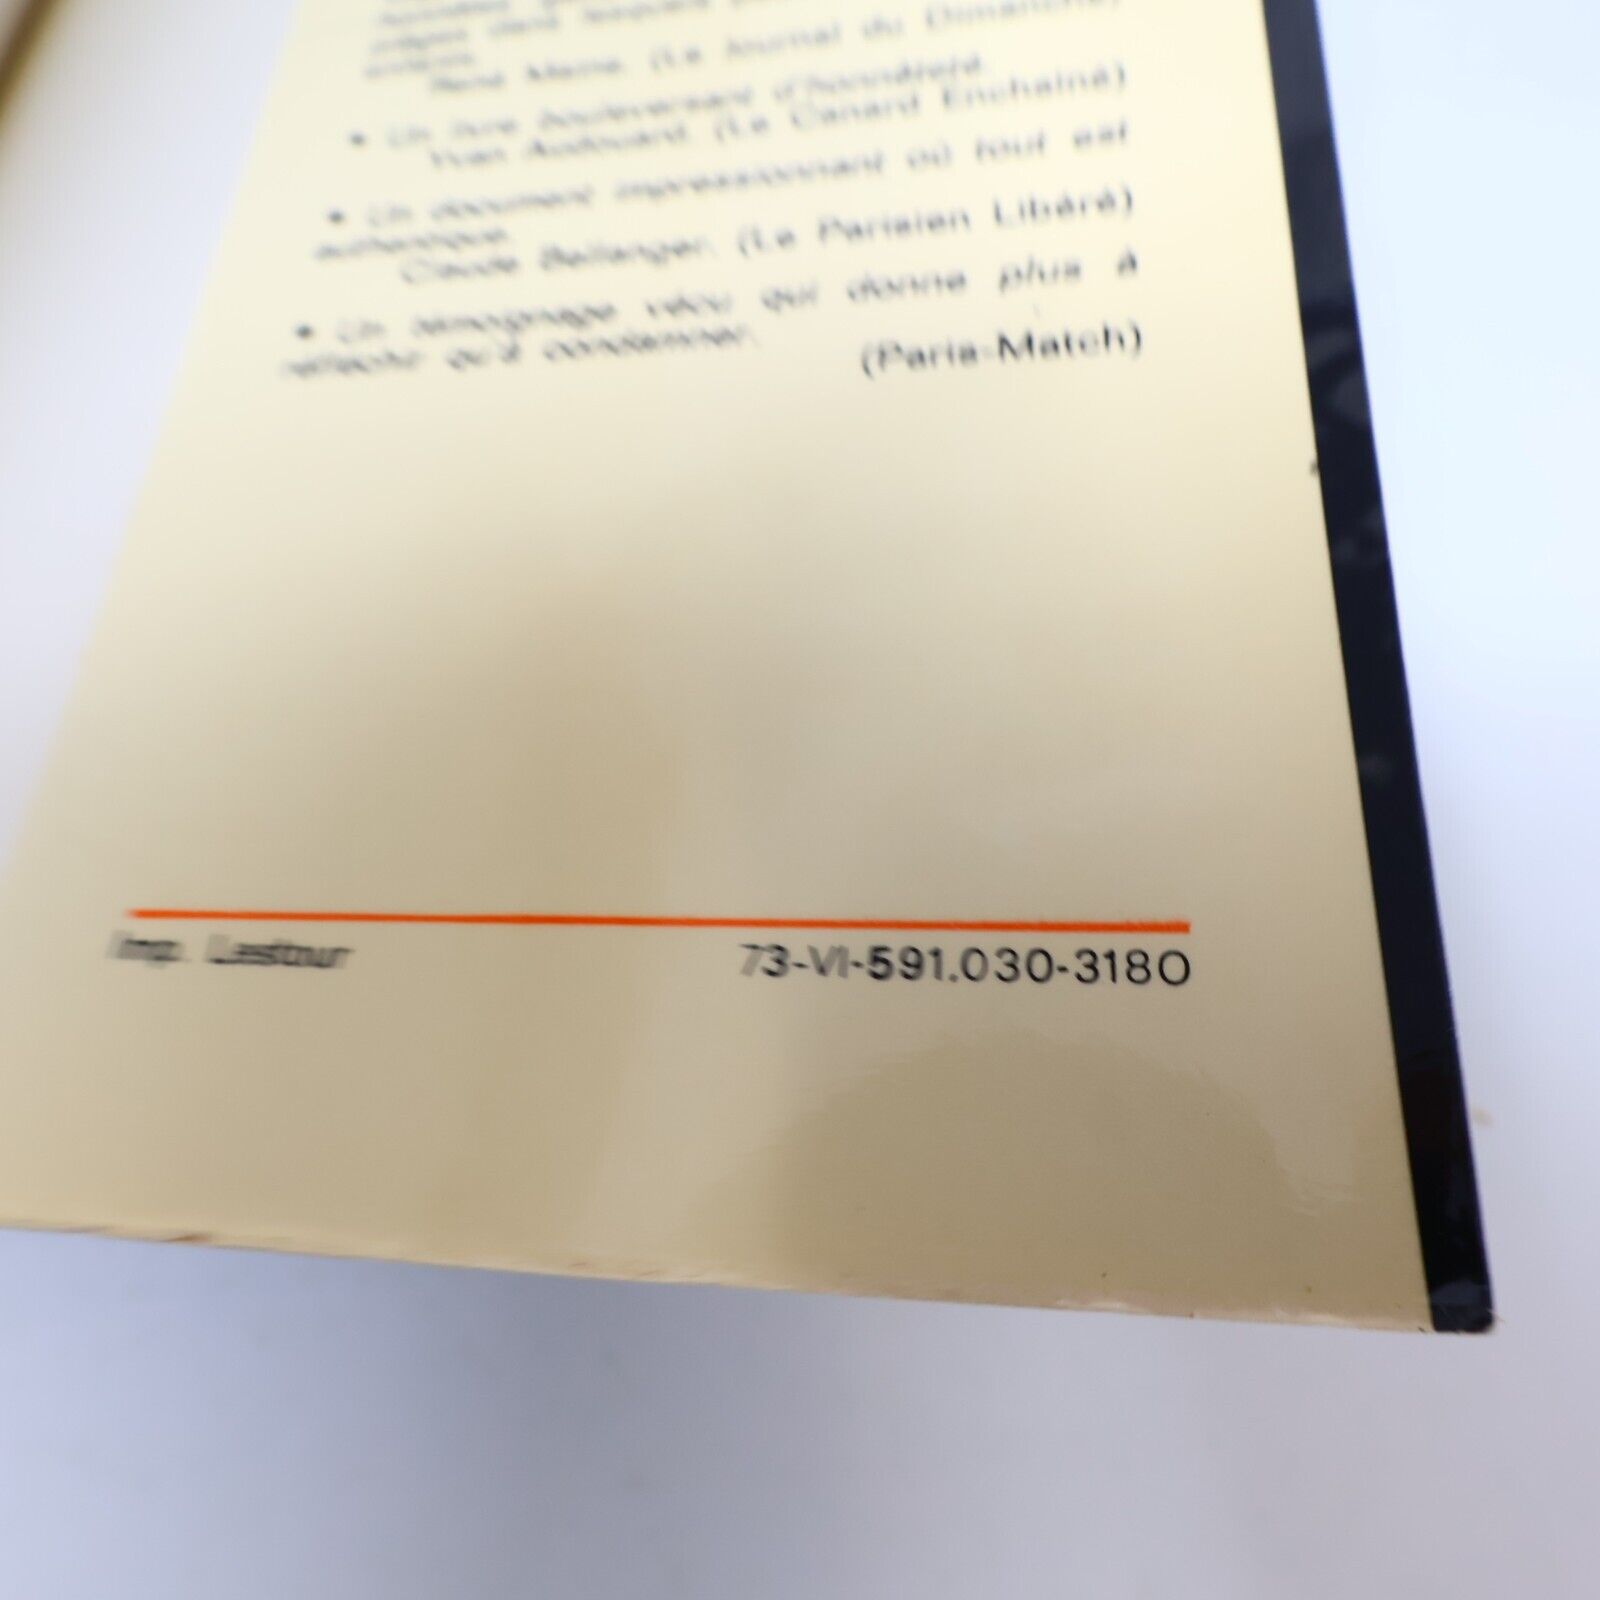 René Maine. (Le Journal du Dimanche)
• Un livre bouleversant d'honnêteté.
Yvan Audouard. (Le Canard Enchaîné)
• Un document impressionnant où tout est
authentique.
Claude Bellanger. (Le Parisien Libéré)
• Un témoignage vécu qui donne plus à
réfléchir qu'à condamner.
(Paris-Match)
Imp. Lestour
73-VI-591.030-3180